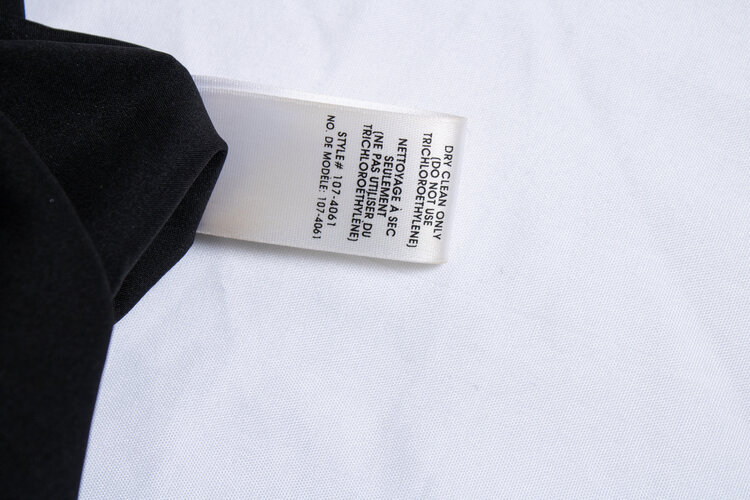 DRY CLEAN ONLY
(DO NOT USE
TRICHLOROETHYLENE)
NETTOYAGE À SEC
SEULEMENT
(NE PAS UTILISER DU
TRICHLOROÉTHYLÈNE)
STYLE# 107-4061
NO. DE MODÈLE: 107-4061